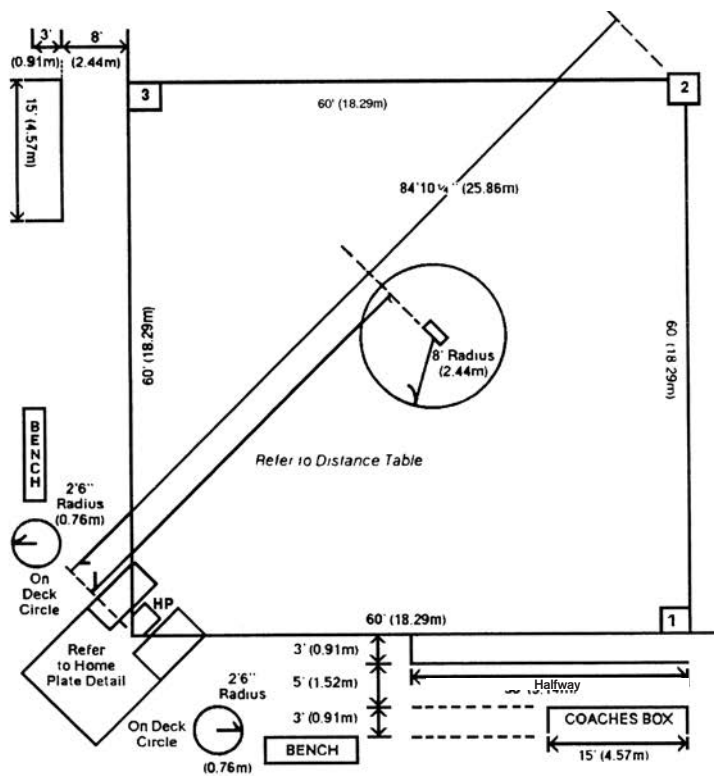 3' 8'
(0.91m) (2.44m)
3
2
60' (18.29m)
15' (4.57m)
84'10 ¼" (25.86m)
8' Radius
(2.44m)
60' (18.29m)
60' (18.29m)
BENCH
Refer to Distance Table
2'6"
Radius
(0.76m)
On
Deck
Circle
HP
60' (18.29m)
1
Refer
to Home
Plate Detail
3' (0.91m)
5' (1.52m)
Halfway
2'6"
Radius
3' (0.91m)
COACHES BOX
On Deck
Circle
BENCH
(0.76m)
15' (4.57m)